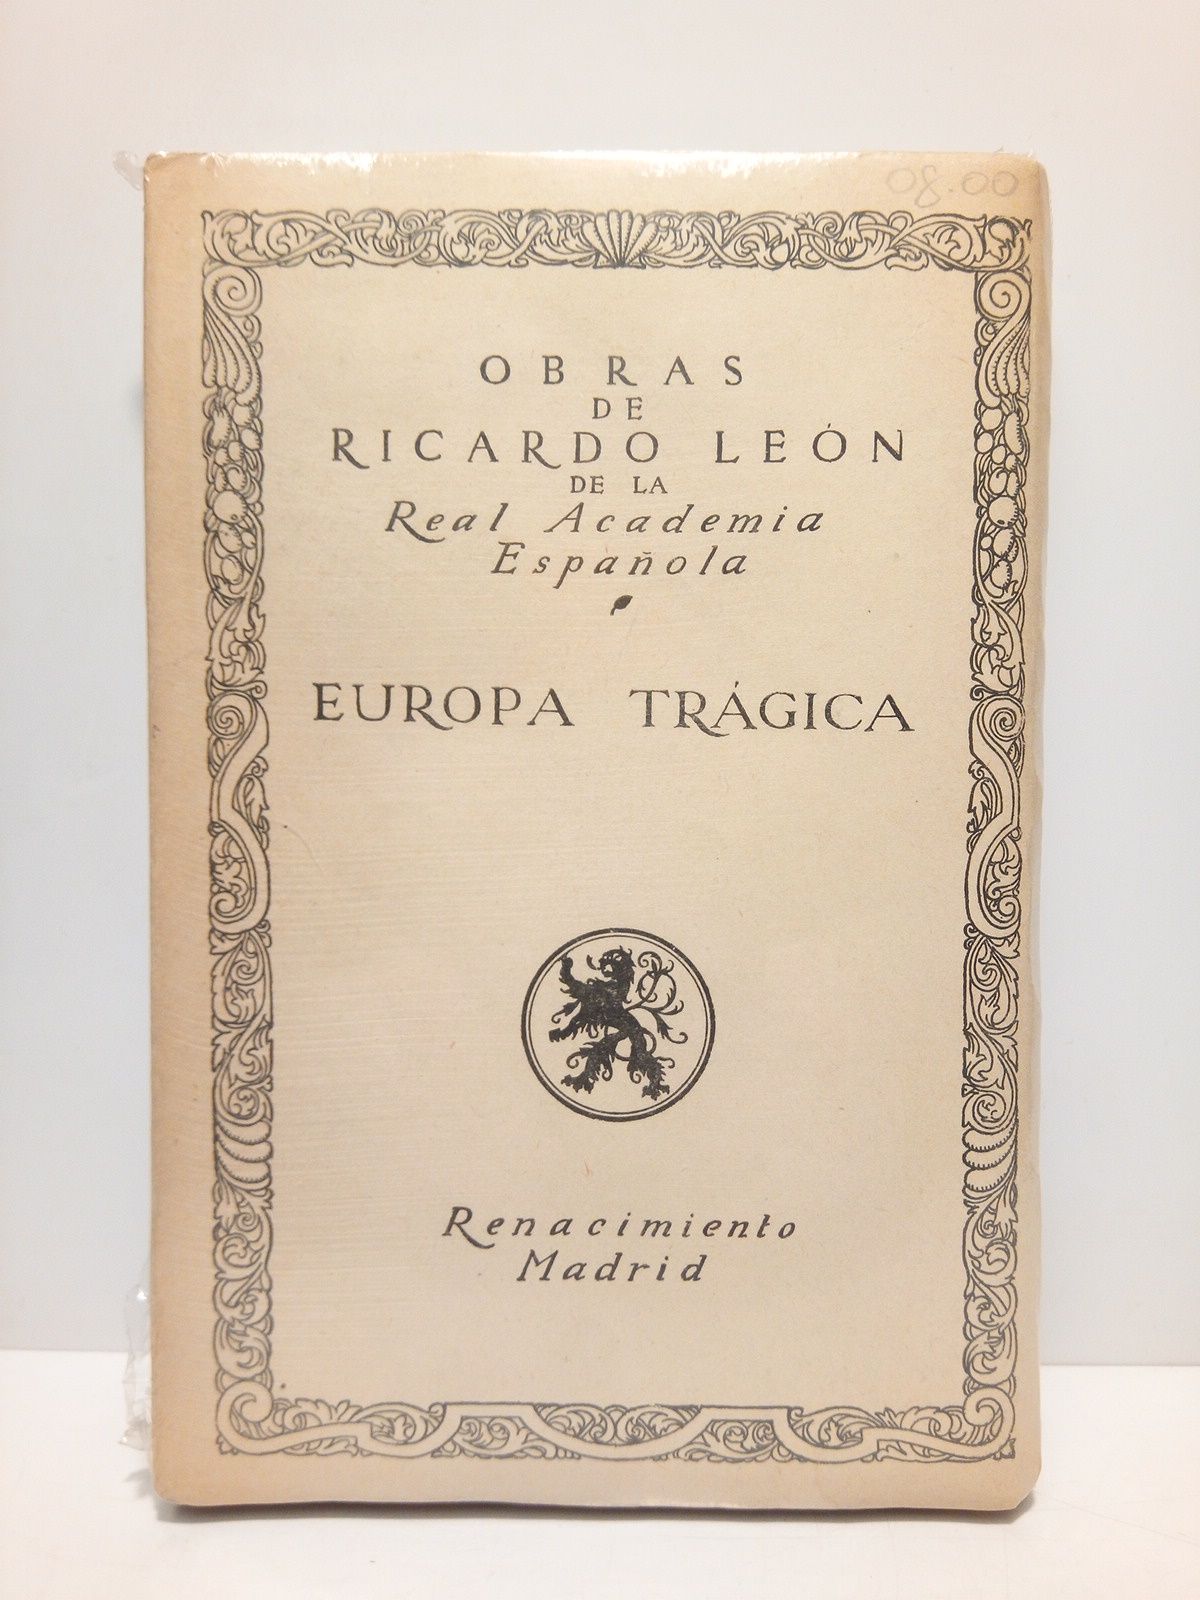 08.00
OBRAS
DE
RICARDO LEÓN
DE LA
Real Academia
Española
EUROPA TRÁGICA
Renacimiento
Madrid